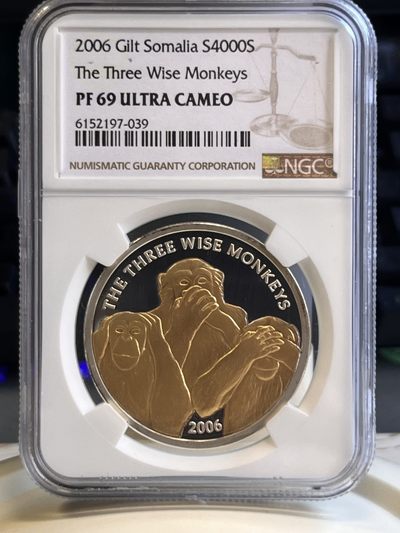 2006 Gilt Somalia S4000S
The Three Wise Monkeys
PF 69 ULTRA CAMEO
6152197-039
NUMISMATIC GUARANTY CORPORATION
NGC®
THE THREE WISE MONKEYS
2006